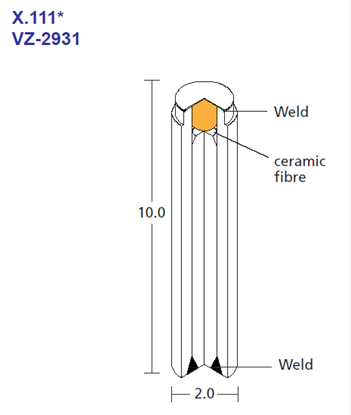 X.111*
VZ-2931
Weld
ceramic
fibre
10.0
Weld
2.0